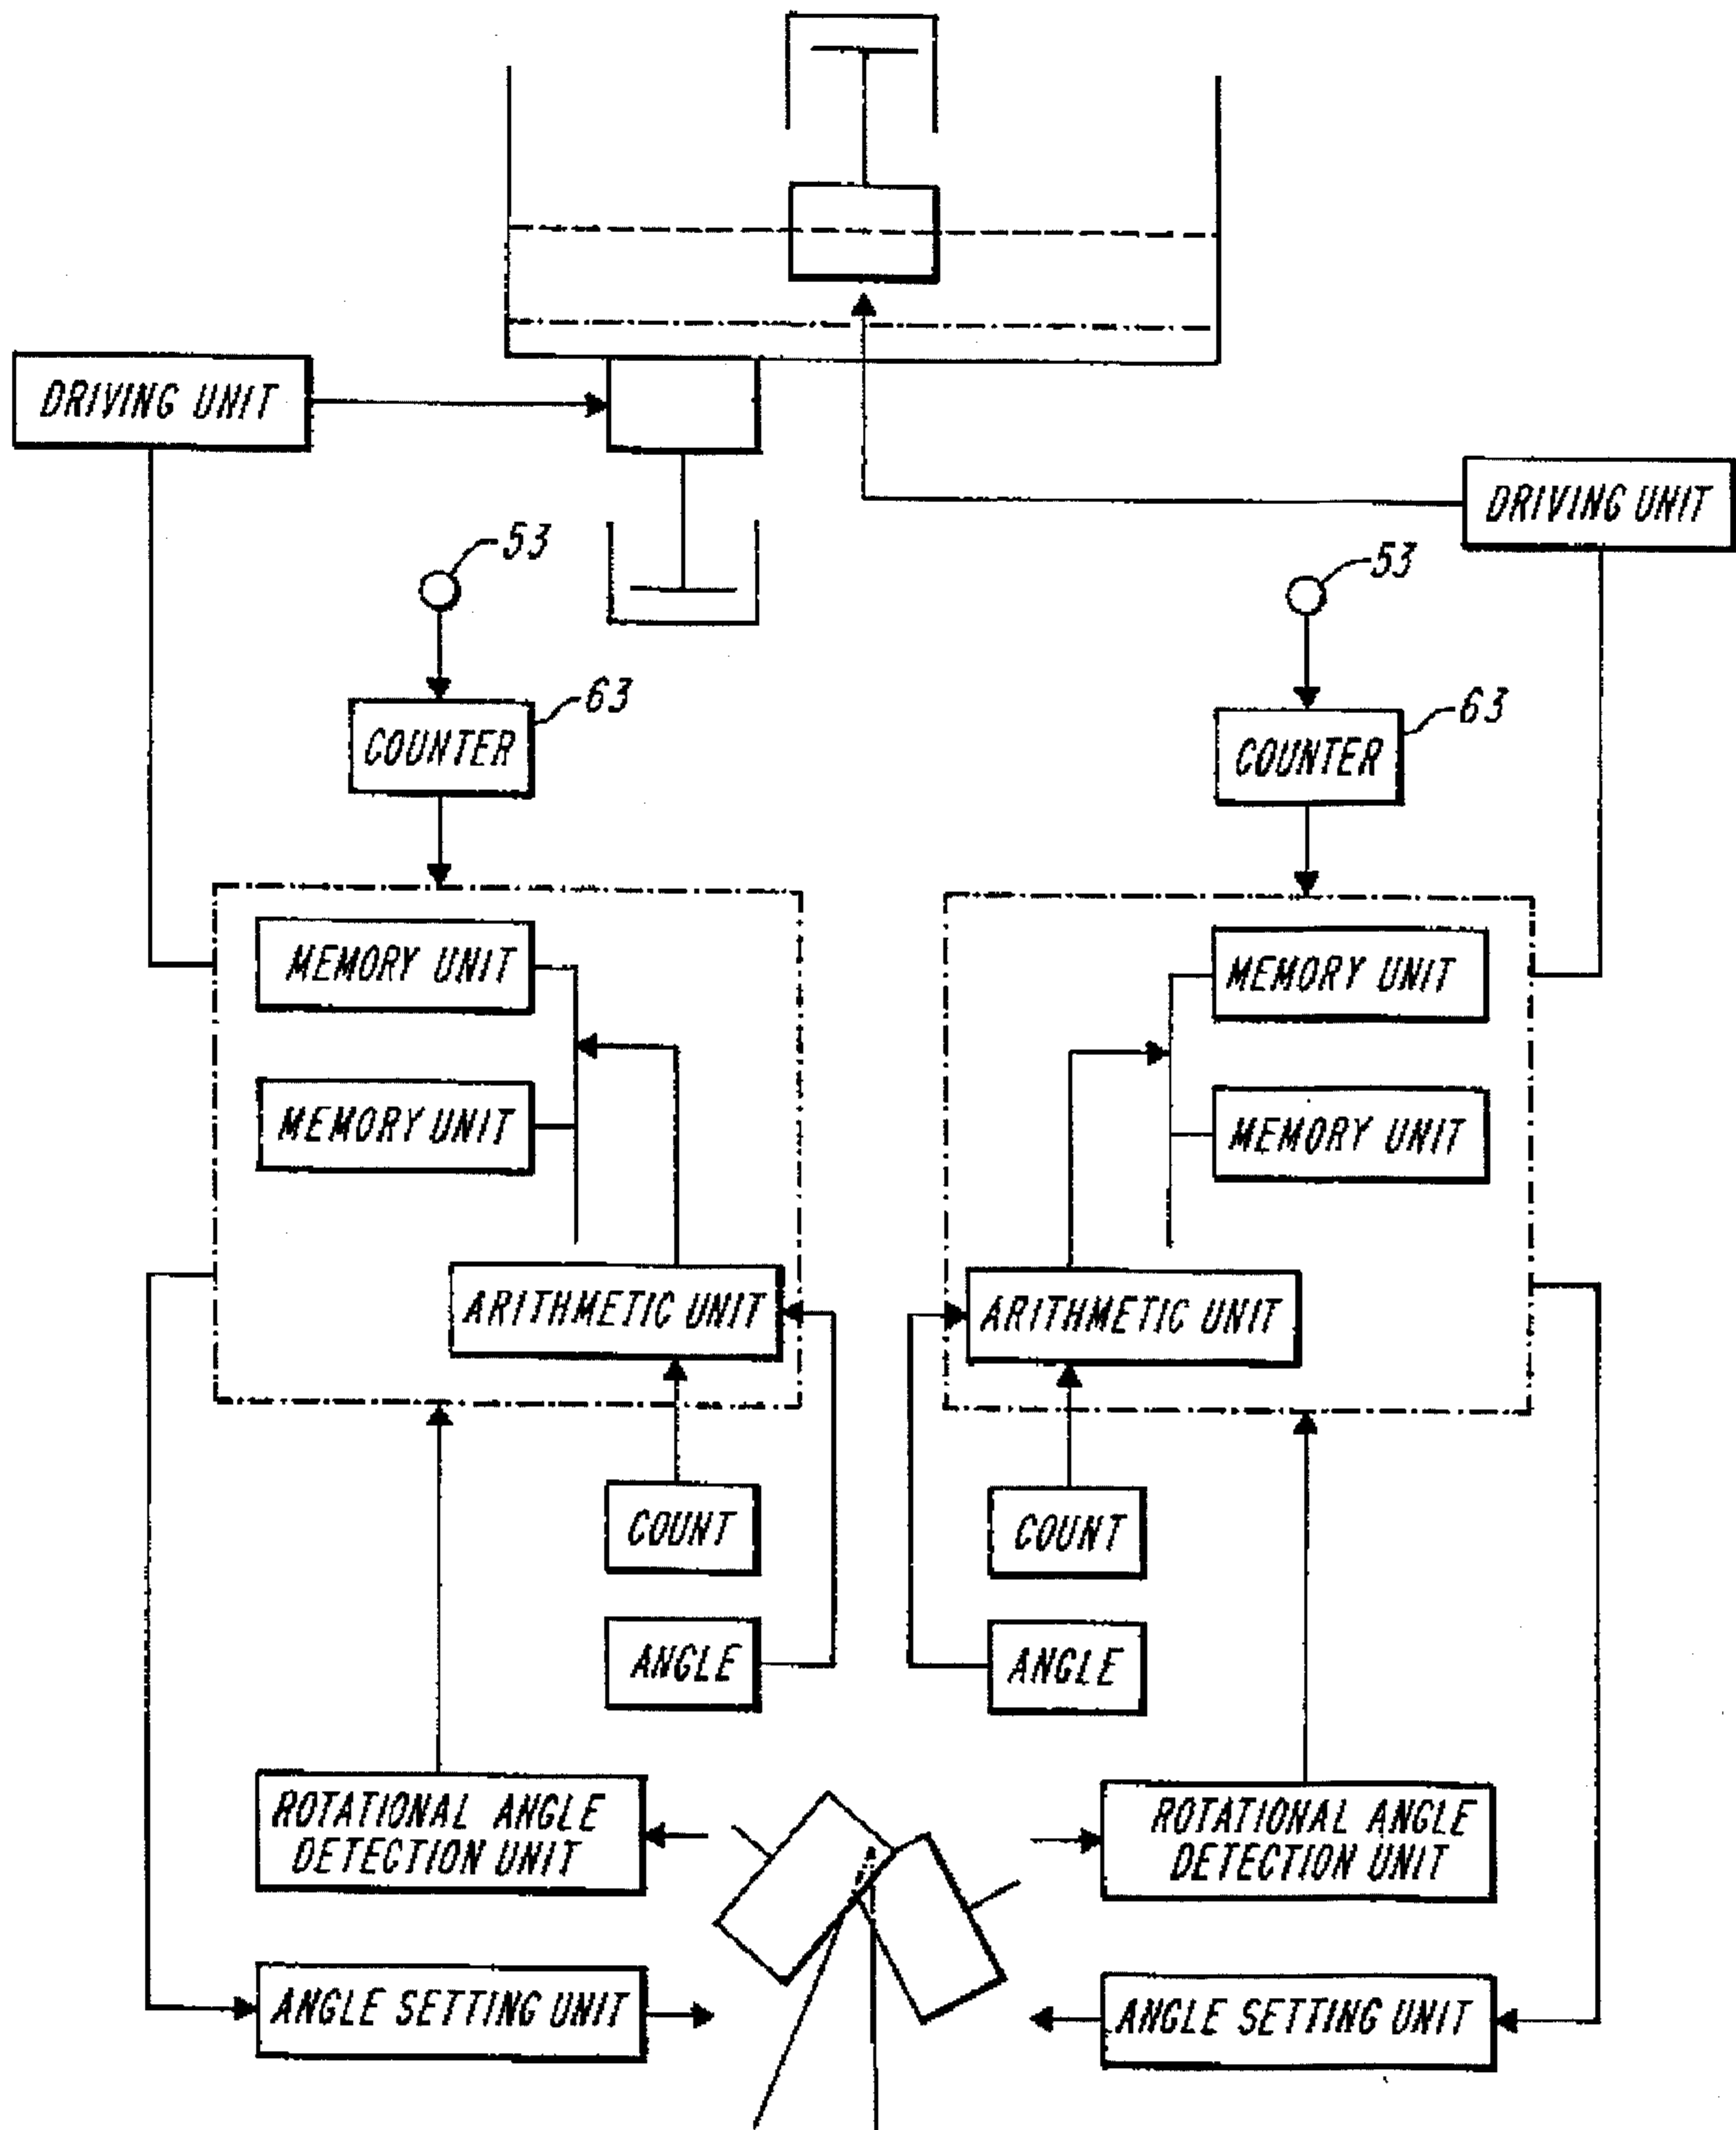 DRIVING UNIT
DRIVING UNIT
53
53
63
63
COUNTER
COUNTER
MEMORY UNIT
MEMORY UNIT
MEMORY UNIT
MEMORY UNIT
ARITHMETIC UNIT
ARITHMETIC UNIT
COUNT
COUNT
ANGLE
ANGLE
ROTATIONAL ANGLE
DETECTION UNIT
ROTATIONAL ANGLE
DETECTION UNIT
ANGLE SETTING UNIT
ANGLE SETTING UNIT